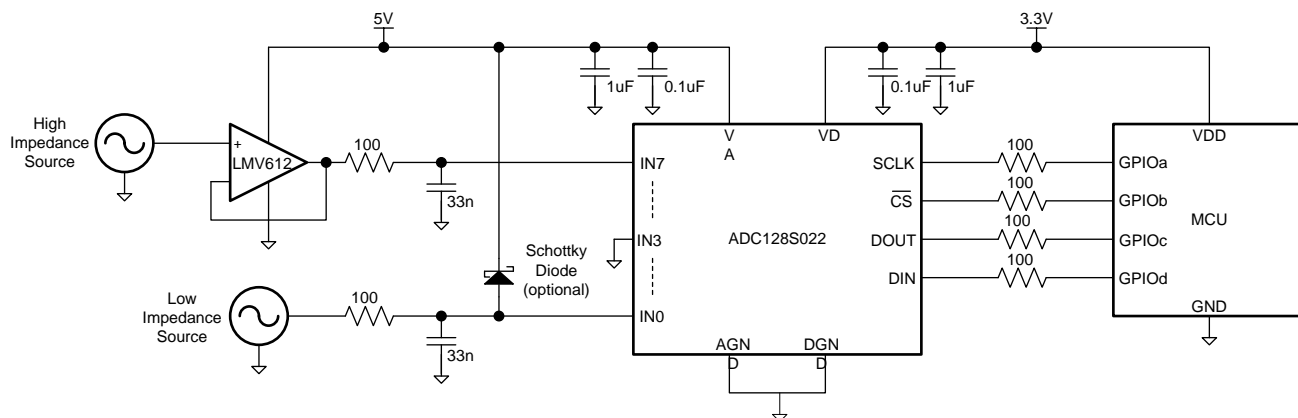 5V
3.3V
1uF
0.1uF
0.1uF
1uF
High
Impedance
Source
+
LMV612
100
33n
V
A
VD
VDD
IN7
IN3
IN0
ADC128S022
SCLK
CS
DOUT
DIN
100
100
100
100
GPIOa
GPIOb
GPIOc
GPIOd
MCU
GND
Schottky
Diode
(optional)
Low
Impedance
Source
100
33n
AGN
D
DGN
D